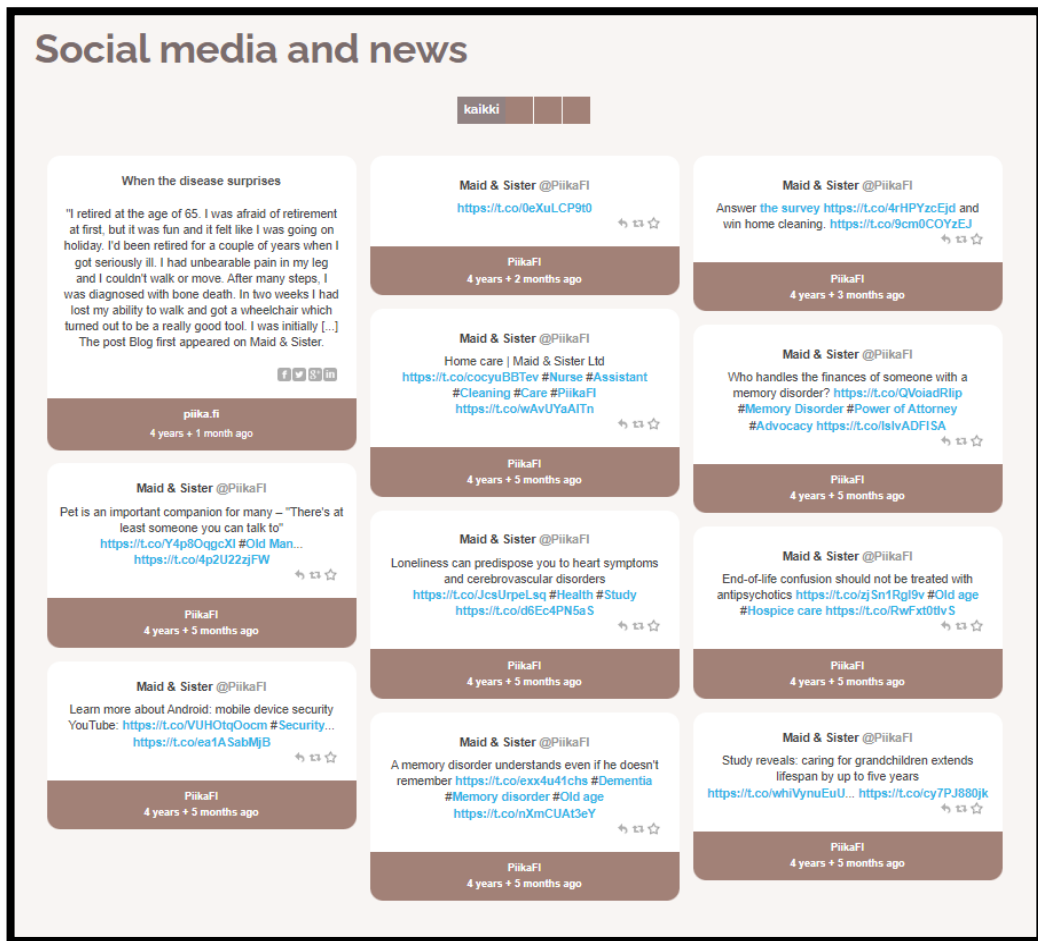 Social media and news
kaikki
When the disease surprises
"I retired at the age of 65. I was afraid of retirement
at first, but it was fun and it felt like I was going on
holiday. I'd been retired for a couple of years when I
got seriously ill. I had unbearable pain in my leg
and I couldn't walk or move. After many steps, I
was diagnosed with bone death. In two weeks I had
lost my ability to walk and got a wheelchair which
turned out to be a really good tool. I was initially [...]
The post Blog first appeared on Maid & Sister.
piika.fi
4 years + 1 month ago
Maid & Sister @PiikaFI
Pet is an important companion for many – "There's at
least someone you can talk to"
https://t.co/Y4p8OqgcXI #Old Man...
https://t.co/4p2U22zjFW
PiikaFI
4 years + 5 months ago
Maid & Sister @PiikaFI
Learn more about Android: mobile device security
YouTube: https://t.co/VUHOtqOocm #Security...
https://t.co/ea1ASabMjB
PiikaFI
4 years + 5 months ago
Maid & Sister @PiikaFI
https://t.co/0eXuLCP9t0
PiikaFI
4 years + 2 months ago
Maid & Sister @PiikaFI
Home care | Maid & Sister Ltd
https://t.co/cocyuBBTev #Nurse #Assistant
#Cleaning #Care #PiikaFI
https://t.co/wAvUYaAITn
PiikaFI
4 years + 5 months ago
Maid & Sister @PiikaFI
Loneliness can predispose you to heart symptoms
and cerebrovascular disorders
https://t.co/JcsUrpeLsq #Health #Study
https://t.co/d6Ec4PN5aS
PiikaFI
4 years + 5 months ago
Maid & Sister @PiikaFI
A memory disorder understands even if he doesn't
remember https://t.co/exx4u41chs #Dementia
#Memory disorder #Old age
https://t.co/nXmCUAt3eY
PiikaFI
4 years + 5 months ago
Maid & Sister @PiikaFI
Answer the survey https://t.co/4rHPYzcEjd and
win home cleaning. https://t.co/9cm0COYzEJ
PiikaFI
4 years + 3 months ago
Maid & Sister @PiikaFI
Who handles the finances of someone with a
memory disorder? https://t.co/QVoiadRlip
#Memory Disorder #Power of Attorney
#Advocacy https://t.co/IslvADFISA
PiikaFI
4 years + 5 months ago
Maid & Sister @PiikaFI
End-of-life confusion should not be treated with
antipsychotics https://t.co/zjSn1Rgl9v #Old age
#Hospice care https://t.co/RwFxt0tlvS
PiikaFI
4 years + 5 months ago
Maid & Sister @PiikaFI
Study reveals: caring for grandchildren extends
lifespan by up to five years
https://t.co/whiVynuEuU... https://t.co/cy7PJ880jk
PiikaFI
4 years + 5 months ago